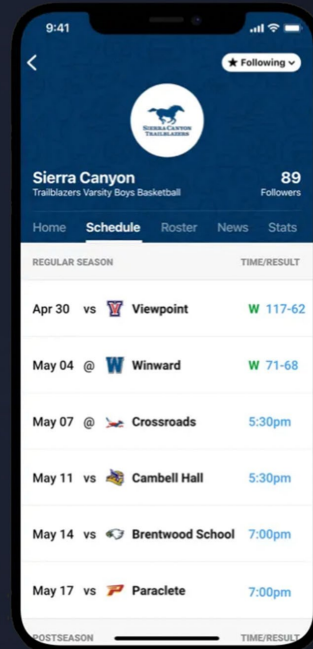 9:41
Following
SIERRA CANYON
TRAILBLAZERS
Sierra Canyon 89
Trailblazers Varsity Boys Basketball Followers
Home Schedule Roster News Stats
REGULAR SEASON TIME/RESULT
Apr 30 vs V Viewpoint W 117-62
May 04 @ W Winward W 71-68
May 07 @ Crossroads 5:30pm
May 11 vs Cambell Hall 5:30pm
May 14 vs Brentwood School 7:00pm
May 17 vs P Paraclete 7:00pm
POSTSEASON TIME/RESULT